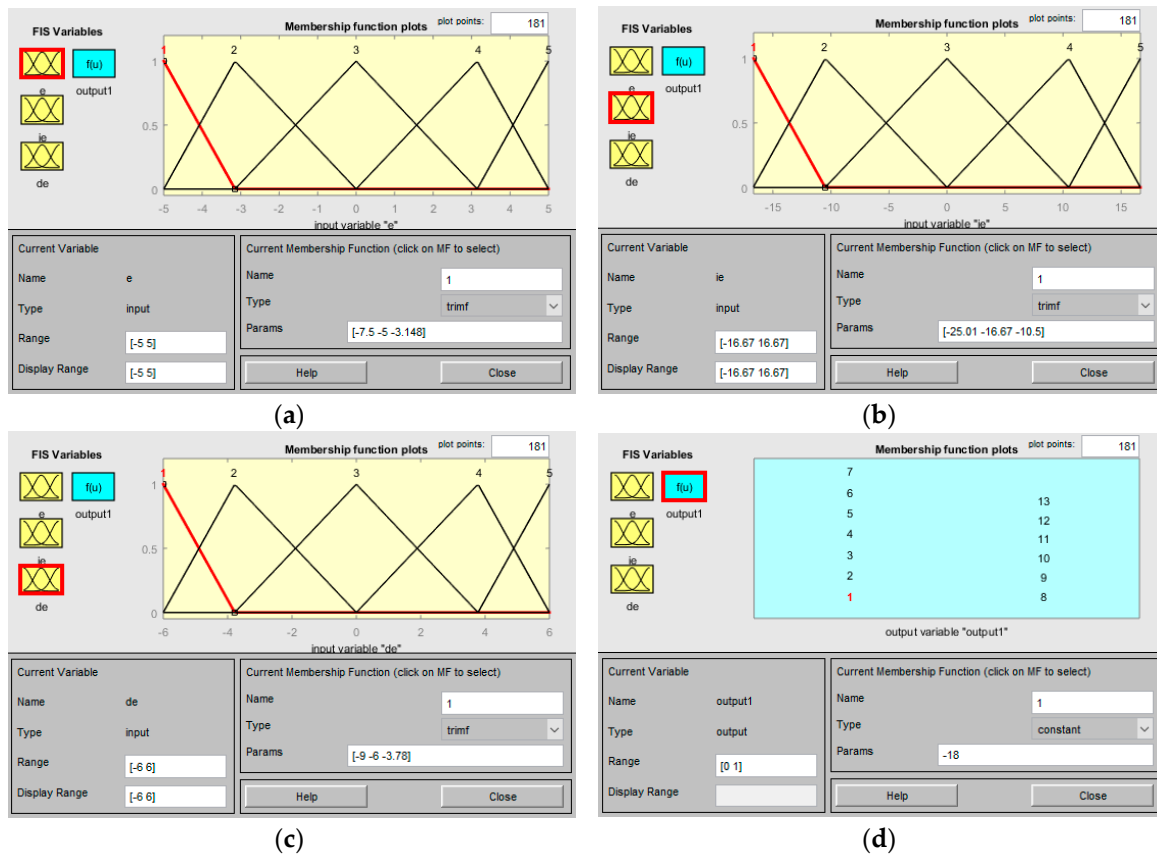 FIS Variables
Membership function plots plot points: 181
f(u)
e output1
ie
de
1 2 3 4 5
1
0.5
0
-5 -4 -3 -2 -1 0 1 2 3 4 5
input variable "e"
Current Variable
Name e
Type input
Range [-5 5]
Display Range [-5 5]
Current Membership Function (click on MF to select)
Name 1
Type trimf
Params [-7.5 -5 -3.148]
Help Close
(a)
FIS Variables
Membership function plots plot points: 181
f(u)
e output1
ie
de
1 2 3 4 5
1
0.5
0
-15 -10 -5 0 5 10 15
input variable "ie"
Current Variable
Name ie
Type input
Range [-16.67 16.67]
Display Range [-16.67 16.67]
Current Membership Function (click on MF to select)
Name 1
Type trimf
Params [-25.01 -16.67 -10.5]
Help Close
(b)
FIS Variables
Membership function plots plot points: 181
f(u)
e output1
ie
de
1 2 3 4 5
1
0.5
0
-6 -4 -2 0 2 4 6
input variable "de"
Current Variable
Name de
Type input
Range [-6 6]
Display Range [-6 6]
Current Membership Function (click on MF to select)
Name 1
Type trimf
Params [-9 -6 -3.78]
Help Close
(c)
FIS Variables
Membership function plots plot points: 181
f(u)
e output1
ie
de
7
6
5
4
3
2
1
13
12
11
10
9
8
output variable "output1"
Current Variable
Name output1
Type output
Range [0 1]
Display Range
Current Membership Function (click on MF to select)
Name 1
Type constant
Params -18
Help Close
(d)